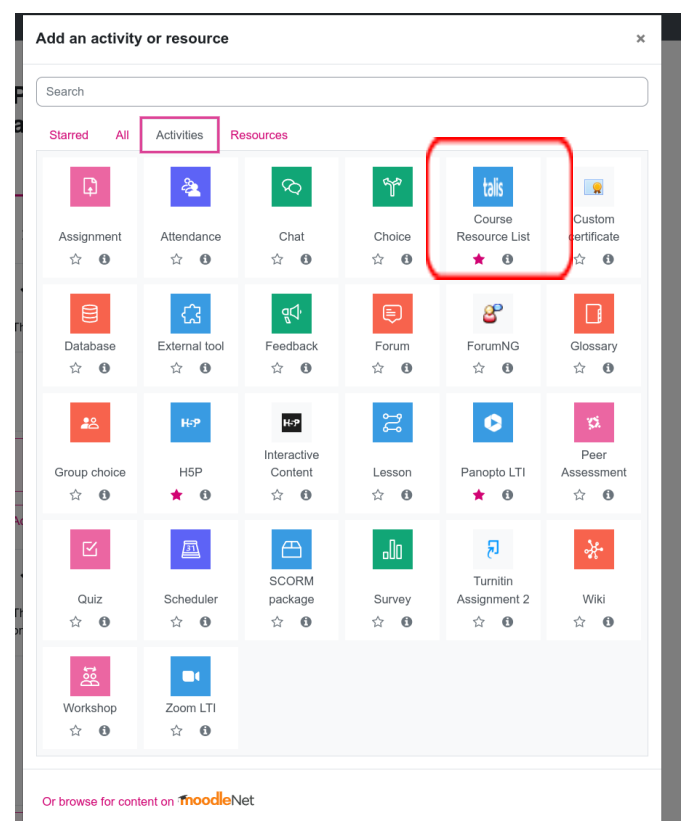 Add an activity or resource
×
Search
Starred All Activities Resources
talis
Assignment
Attendance
Chat
Choice
Course
Resource List
Custom
certificate
Database
External tool
Feedback
Forum
ForumNG
Glossary
Group choice
H5P
H5P
H5P
Interactive
Content
Lesson
Panopto LTI
Peer
Assessment
31
Quiz
Scheduler
SCORM
package
Survey
Turnitin
Assignment 2
Wiki
Workshop
Zoom LTI
Or browse for content on moodleNet